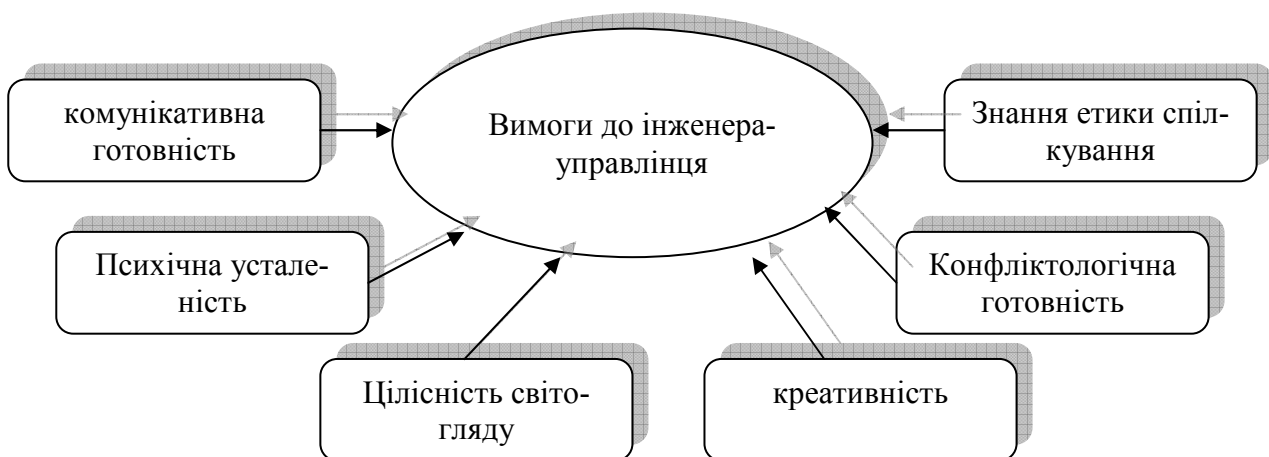 комунікативна
готовність
Вимоги до інженера-
управлінця
Знання етики спіл-
кування
Психічна устале-
ність
Конфліктологічна
готовність
Цілісність світо-
гляду
креативність